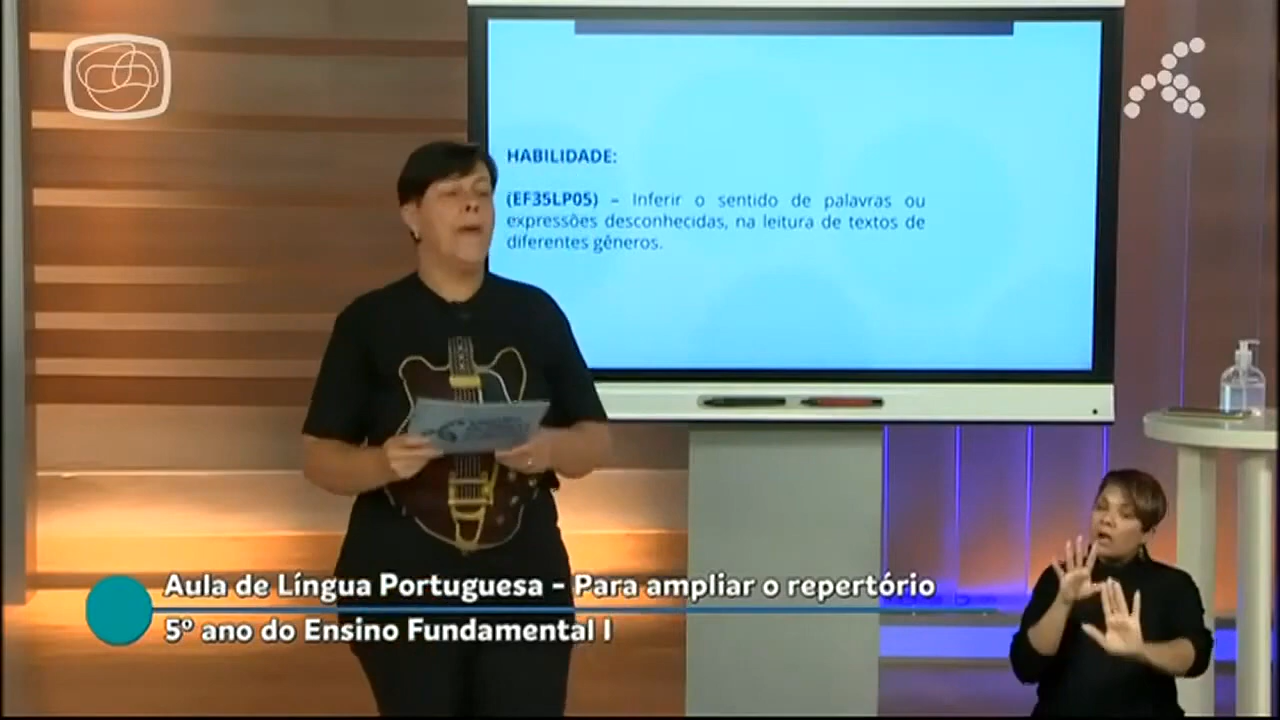 HABILIDADE:
(EF35LP05) – Inferir o sentido de palavras ou
expressões desconhecidas, na leitura de textos de
diferentes gêneros.
Aula de Língua Portuguesa - Para ampliar o repertório
5º ano do Ensino Fundamental I